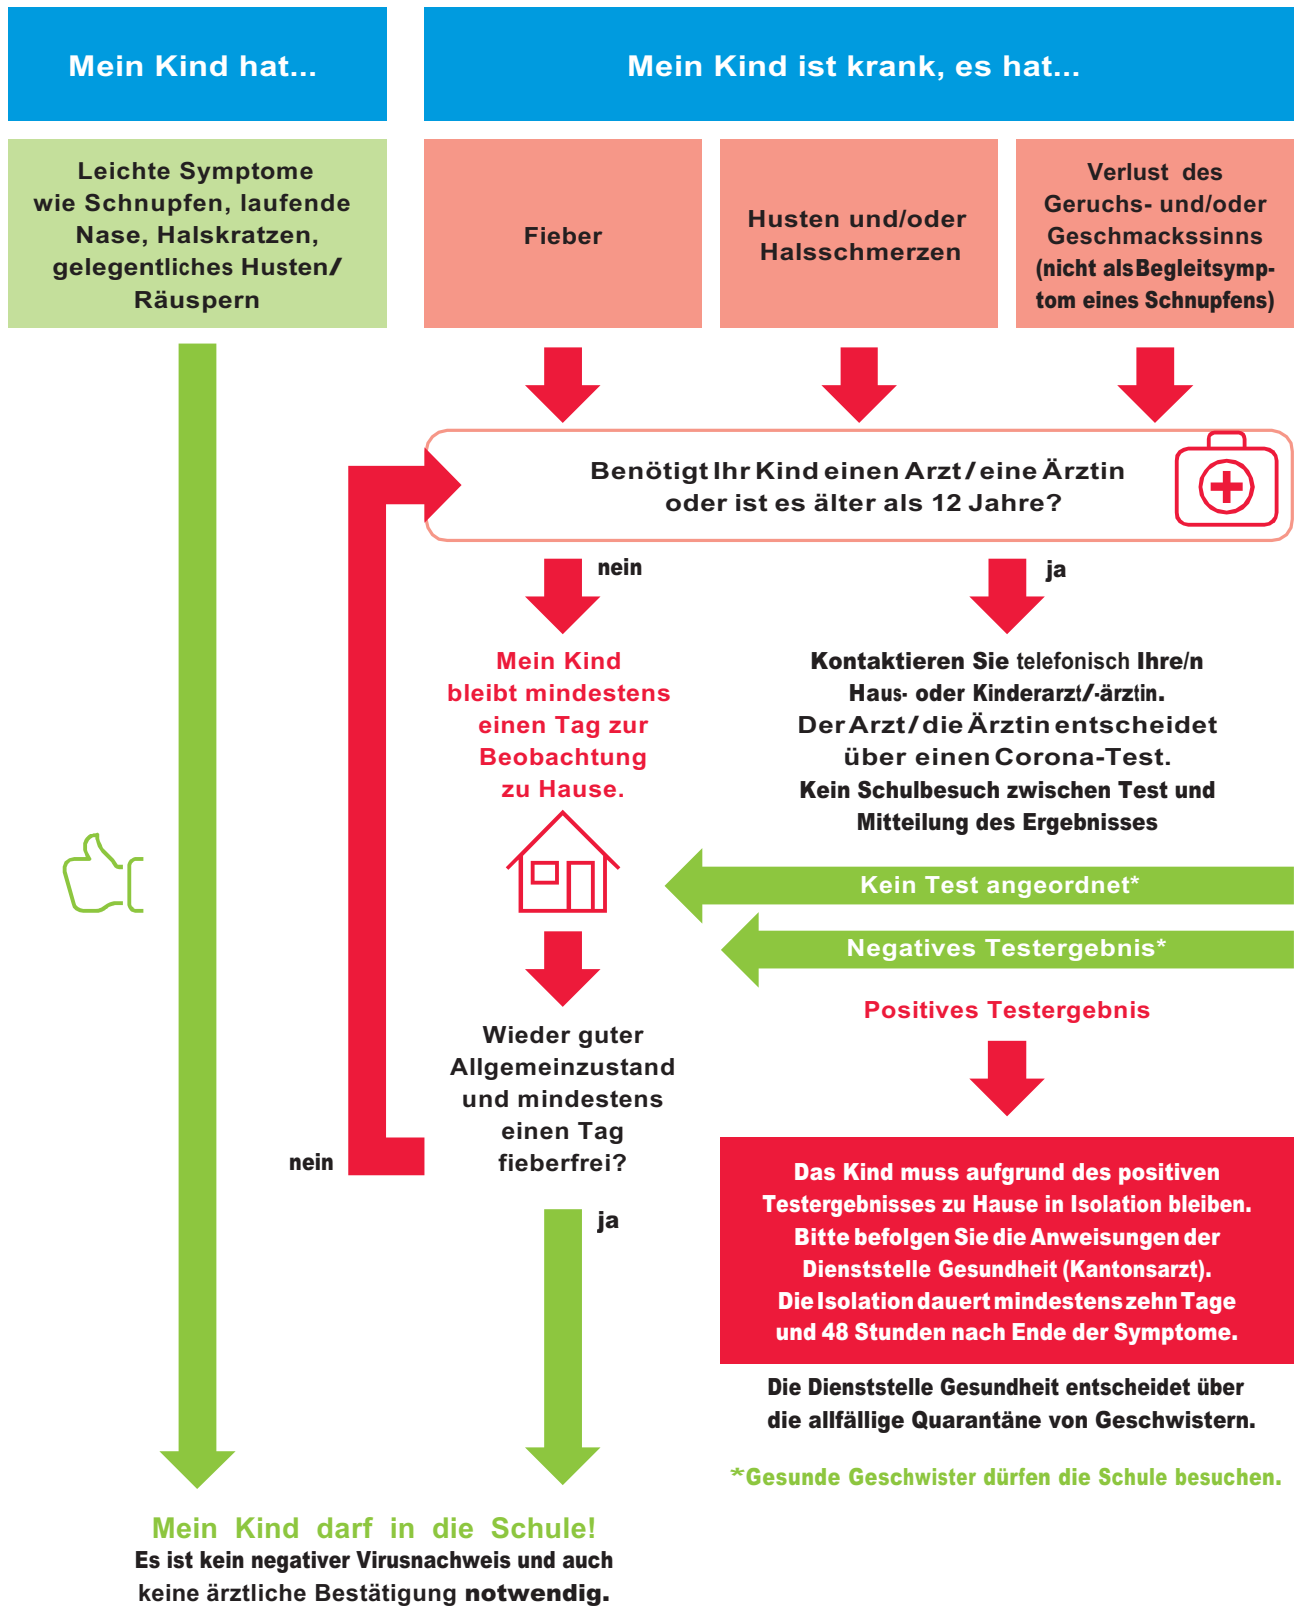 Mein Kind hat...
Mein Kind ist krank, es hat...
Leichte Symptome
wie Schnupfen, laufende
Nase, Halskratzen,
gelegentliches Husten/
Räuspern
Fieber
Husten und/oder
Halsschmerzen
Verlust des
Geruchs- und/oder
Geschmackssinns
(nicht als Begleitsymp-
tom eines Schnupfens)
Benötigt Ihr Kind einen Arzt/eine Ärztin
oder ist es älter als 12 Jahre?
nein
ja
Mein Kind
bleibt mindestens
einen Tag zur
Beobachtung
zu Hause.
Kontaktieren Sie telefonisch Ihre/n
Haus- oder Kinderarzt/-ärztin.
Der Arzt/die Ärztin entscheidet
über einen Corona-Test.
Kein Schulbesuch zwischen Test und
Mitteilung des Ergebnisses
Kein Test angeordnet*
Negatives Testergebnis*
Positives Testergebnis
Wieder guter
Allgemeinzustand
und mindestens
einen Tag
fieberfrei?
nein
ja
Das Kind muss aufgrund des positiven
Testergebnisses zu Hause in Isolation bleiben.
Bitte befolgen Sie die Anweisungen der
Dienststelle Gesundheit (Kantonsarzt).
Die Isolation dauert mindestens zehn Tage
und 48 Stunden nach Ende der Symptome.
Die Dienststelle Gesundheit entscheidet über
die allfällige Quarantäne von Geschwistern.
*Gesunde Geschwister dürfen die Schule besuchen.
Mein Kind darf in die Schule!
Es ist kein negativer Virusnachweis und auch
keine ärztliche Bestätigung notwendig.